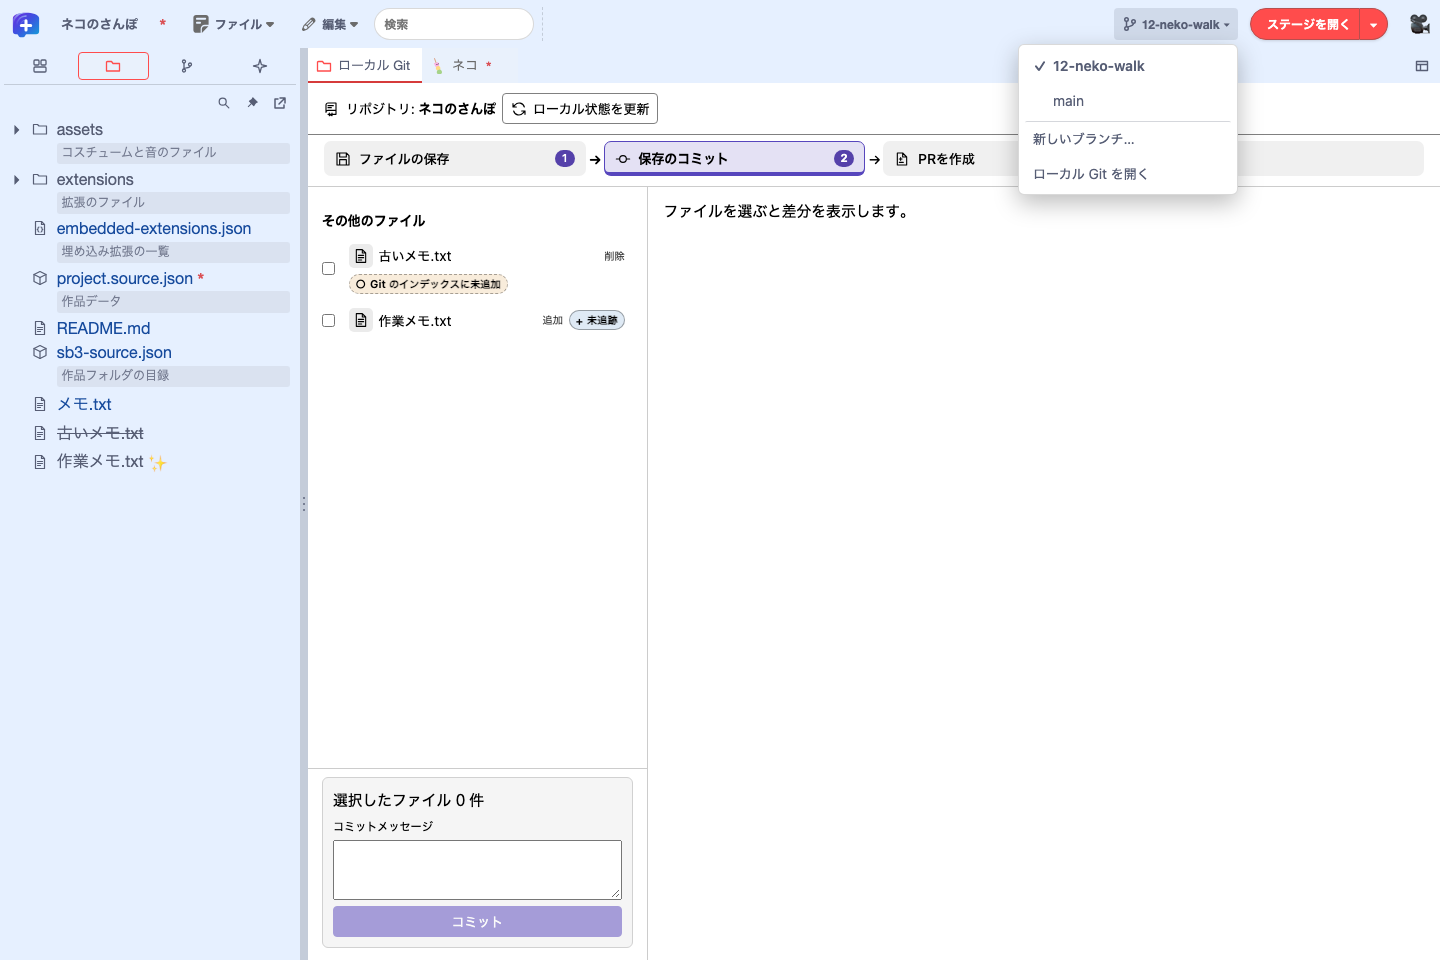 ネコのさんぽ *
ファイル
編集
検索
12-neko-walk
ステージを開く
12-neko-walk
main
新しいブランチ...
ローカル Git を開く
assets
コスチュームと音のファイル
extensions
拡張のファイル
embedded-extensions.json
埋め込み拡張の一覧
project.source.json *
作品データ
README.md
sb3-source.json
作品フォルダの目録
メモ.txt
古いメモ.txt
作業メモ.txt
ローカル Git
ネコ *
リポジトリ: ネコのさんぽ
ローカル状態を更新
ファイルの保存 1
保存のコミット 2
PRを作成
その他のファイル
古いメモ.txt 削除
Git のインデックスに未追加
作業メモ.txt 追加 + 未追跡
ファイルを選ぶと差分を表示します。
選択したファイル 0 件
コミットメッセージ
コミット